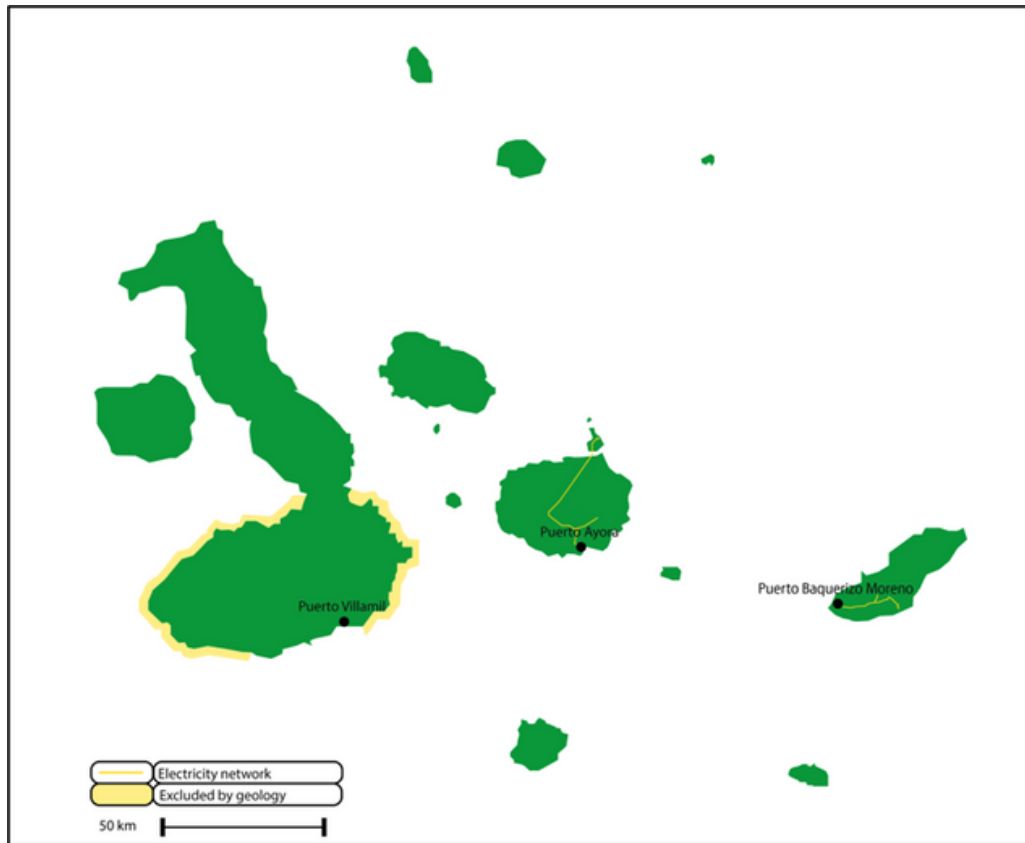 Puerto Ayora
Puerto Baquerizo Moreno
Puerto Villamil
Electricity network
Excluded by geology
50 km